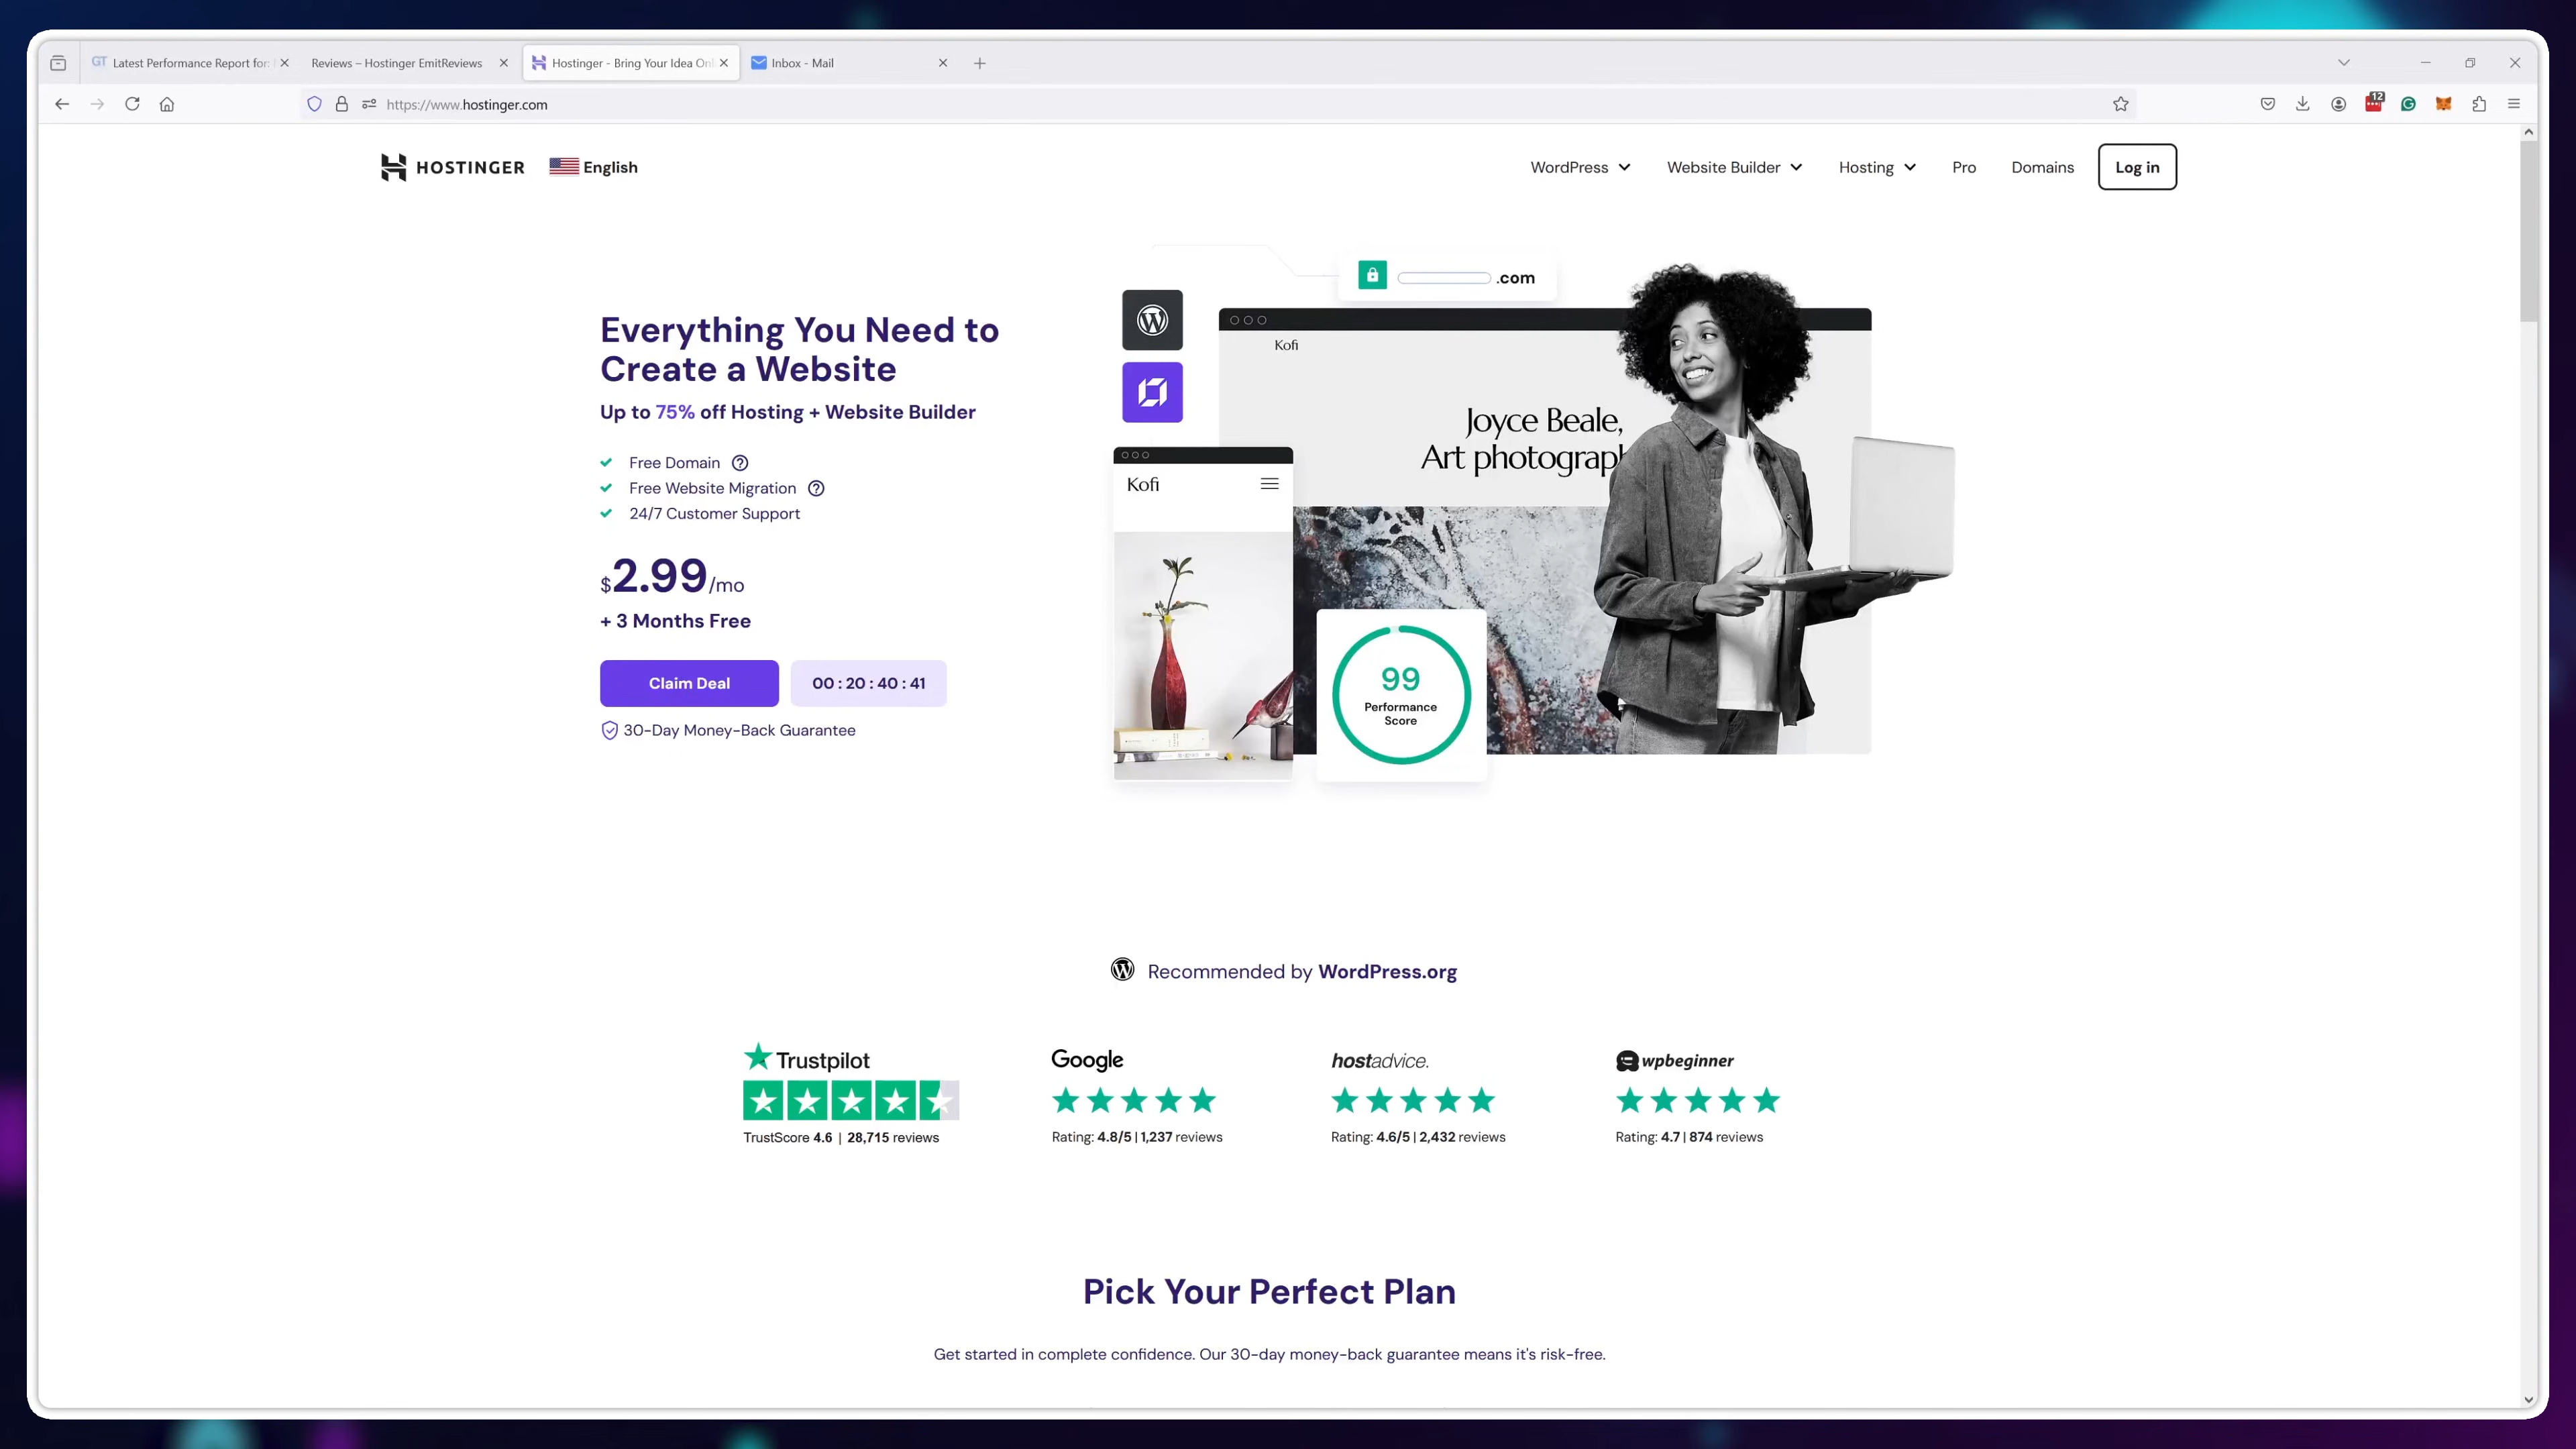 GT Latest Performance Report for:
Reviews – Hostinger EmitReviews
Hostinger - Bring Your Idea Onl
Inbox - Mail
https://www.hostinger.com
12
HOSTINGER
English
WordPress
Website Builder
Hosting
Pro
Domains
Log in
Everything You Need to
Create a Website
Up to 75% off Hosting + Website Builder
Free Domain
Free Website Migration
24/7 Customer Support
$2.99/mo
+ 3 Months Free
Claim Deal
00 : 20 : 40 : 41
30-Day Money-Back Guarantee
.com
Kofi
Joyce Beale,
Art photograph
Kofi
99
Performance
Score
Recommended by WordPress.org
Trustpilot
TrustScore 4.6 | 28,715 reviews
Google
Rating: 4.8/5 | 1,237 reviews
hostadvice.
Rating: 4.6/5 | 2,432 reviews
wpbeginner
Rating: 4.7 | 874 reviews
Pick Your Perfect Plan
Get started in complete confidence. Our 30-day money-back guarantee means it's risk-free.